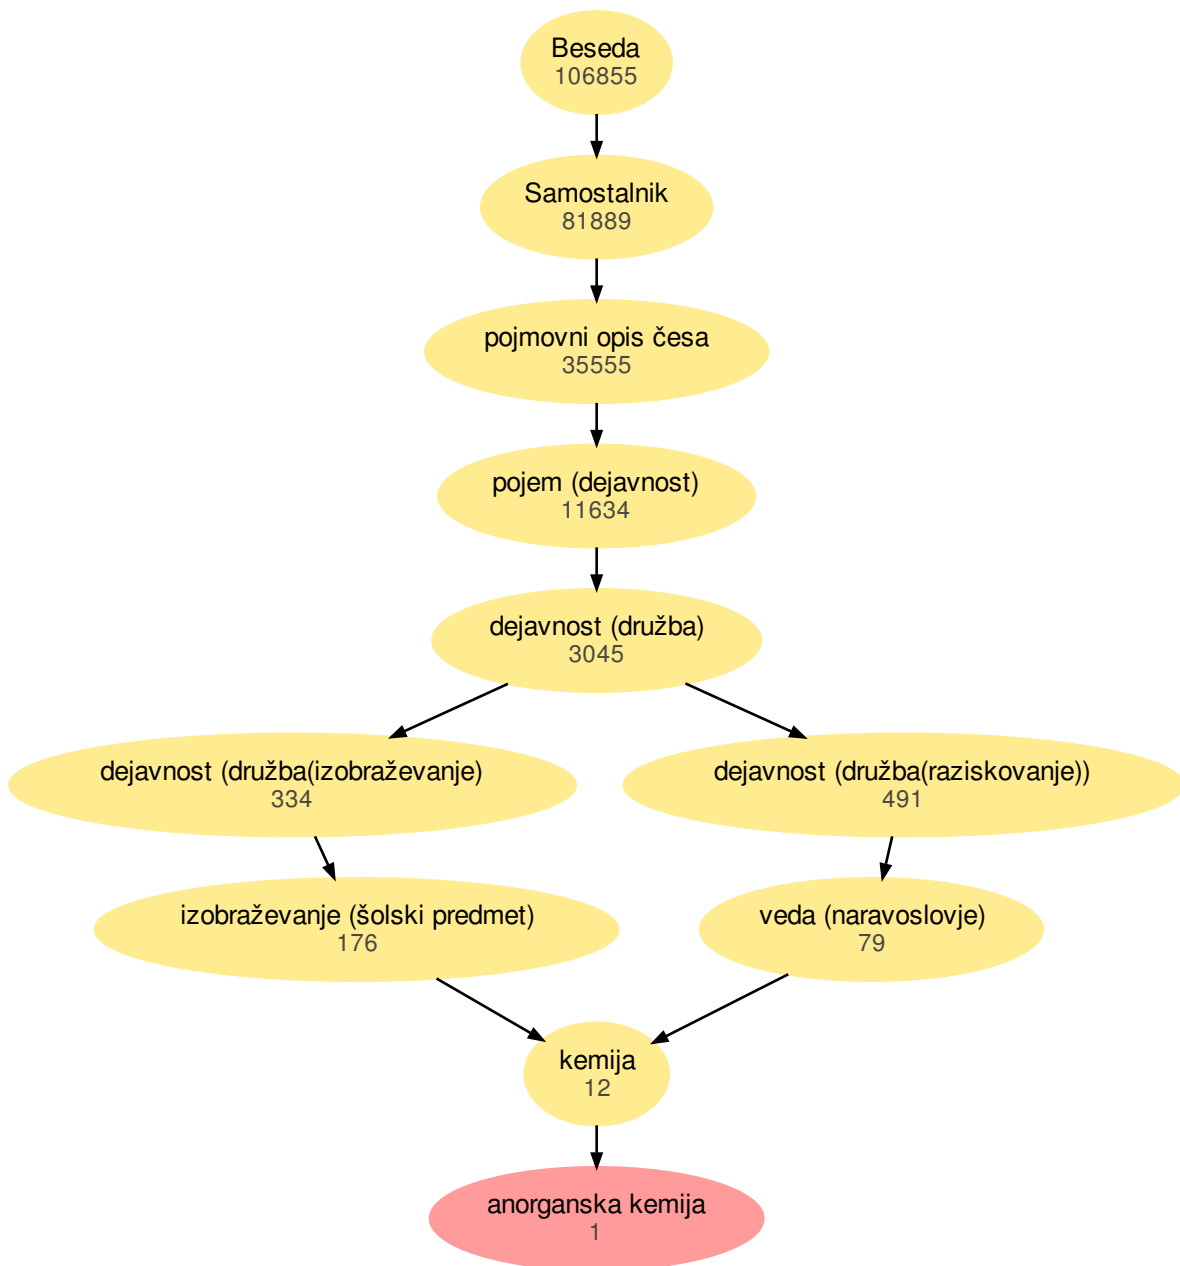 Beseda
106855
Samostalnik
81889
pojmovni opis česa
35555
pojem (dejavnost)
11634
dejavnost (družba)
3045
dejavnost (družba(izobraževanje)
334
dejavnost (družba(raziskovanje))
491
izobraževanje (šolski predmet)
176
veda (naravoslovje)
79
kemija
12
anorganska kemija
1